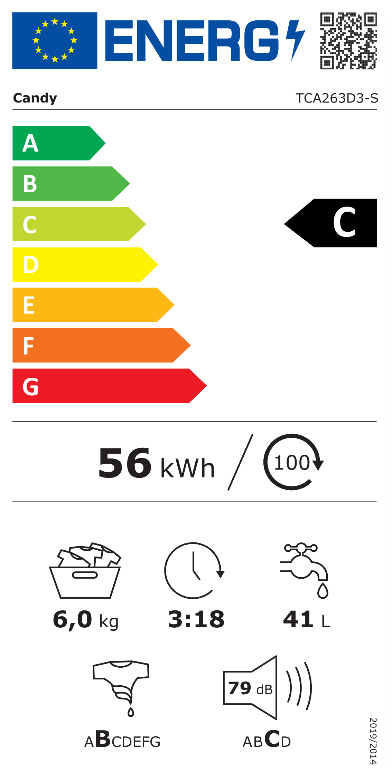 ENERG
Candy TCA263D3-S
A
B
C
C
D
E
F
G
56 kWh / 100
6,0 kg 3:18 41 L
79 dB
ABCDEFG ABCD
2019/2014